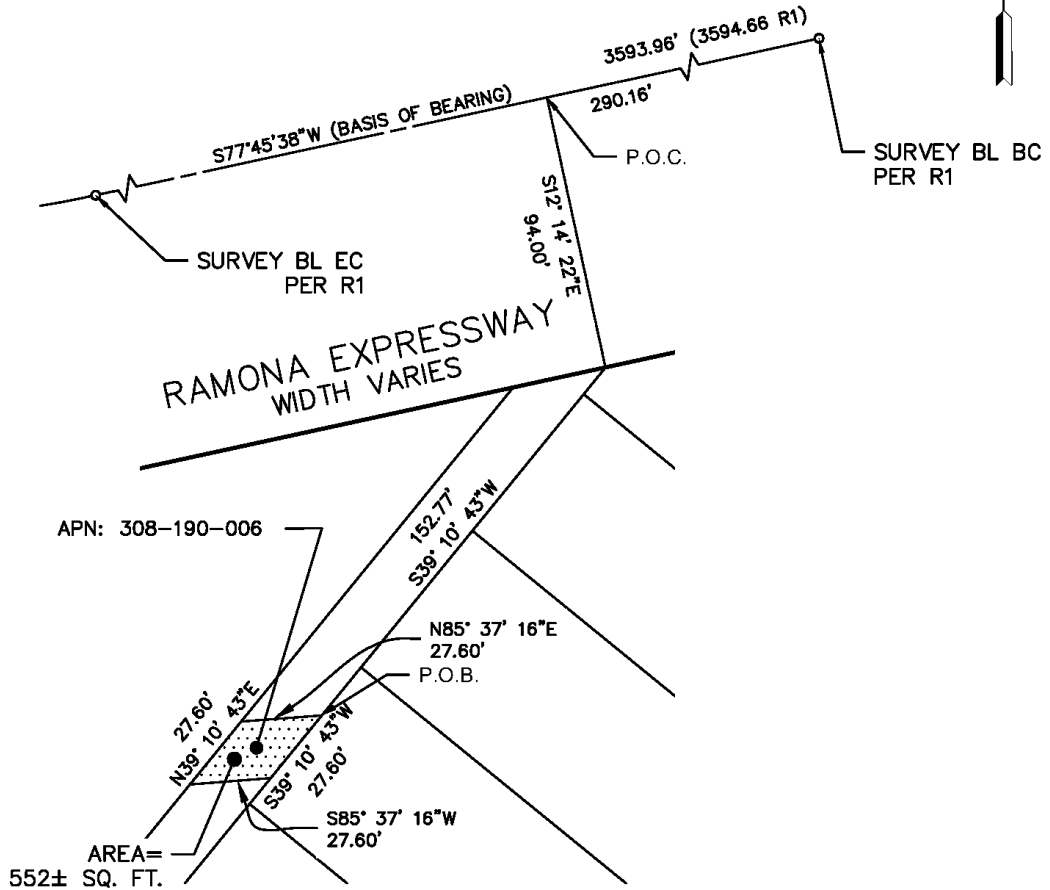 3593.96' (3594.66 R1)
S77°45'38"W (BASIS OF BEARING)
290.16'
P.O.C.
SURVEY BL BC
PER R1
S12° 14' 22"E
94.00'
SURVEY BL EC
PER R1
RAMONA EXPRESSWAY
WIDTH VARIES
152.77'
S39° 10' 43"W
APN: 308-190-006
N85° 37' 16"E
27.60'
P.O.B.
27.60'
N39° 10' 43"E
S39° 10' 43"W
27.60'
S85° 37' 16"W
27.60'
AREA=
552± SQ. FT.